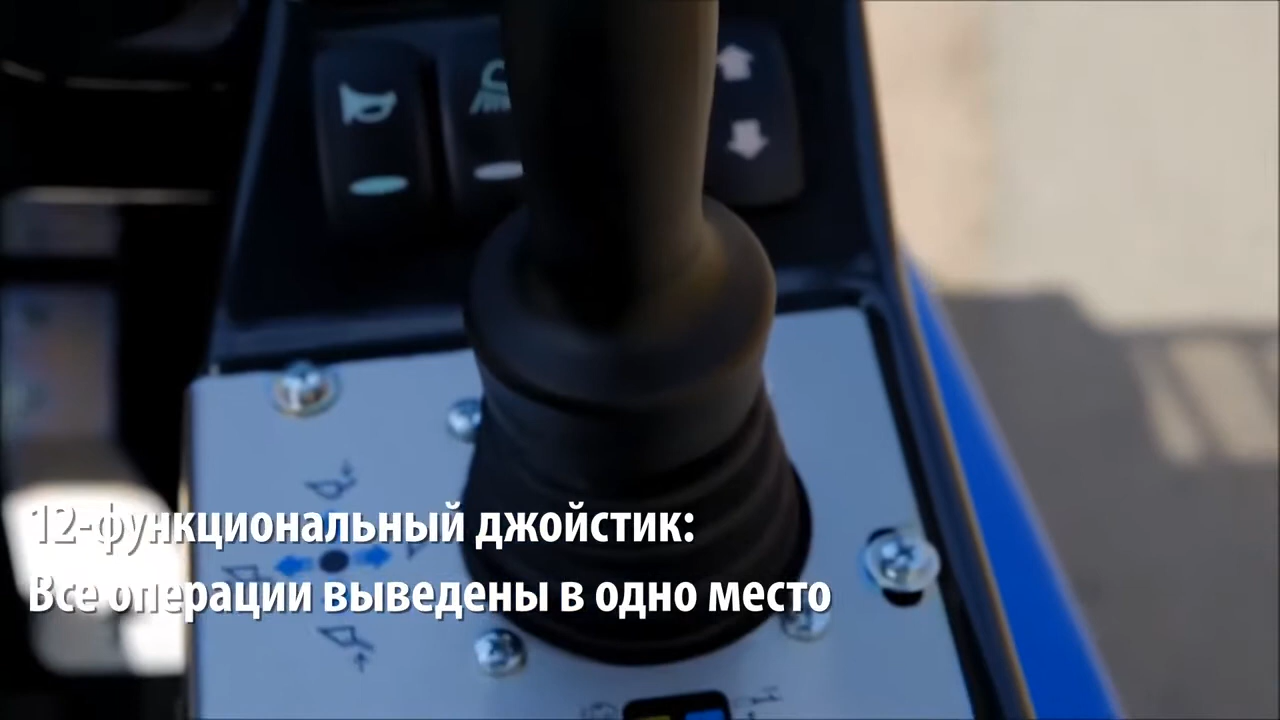 12-функциональный джойстик:
Все операции выведены в одно место